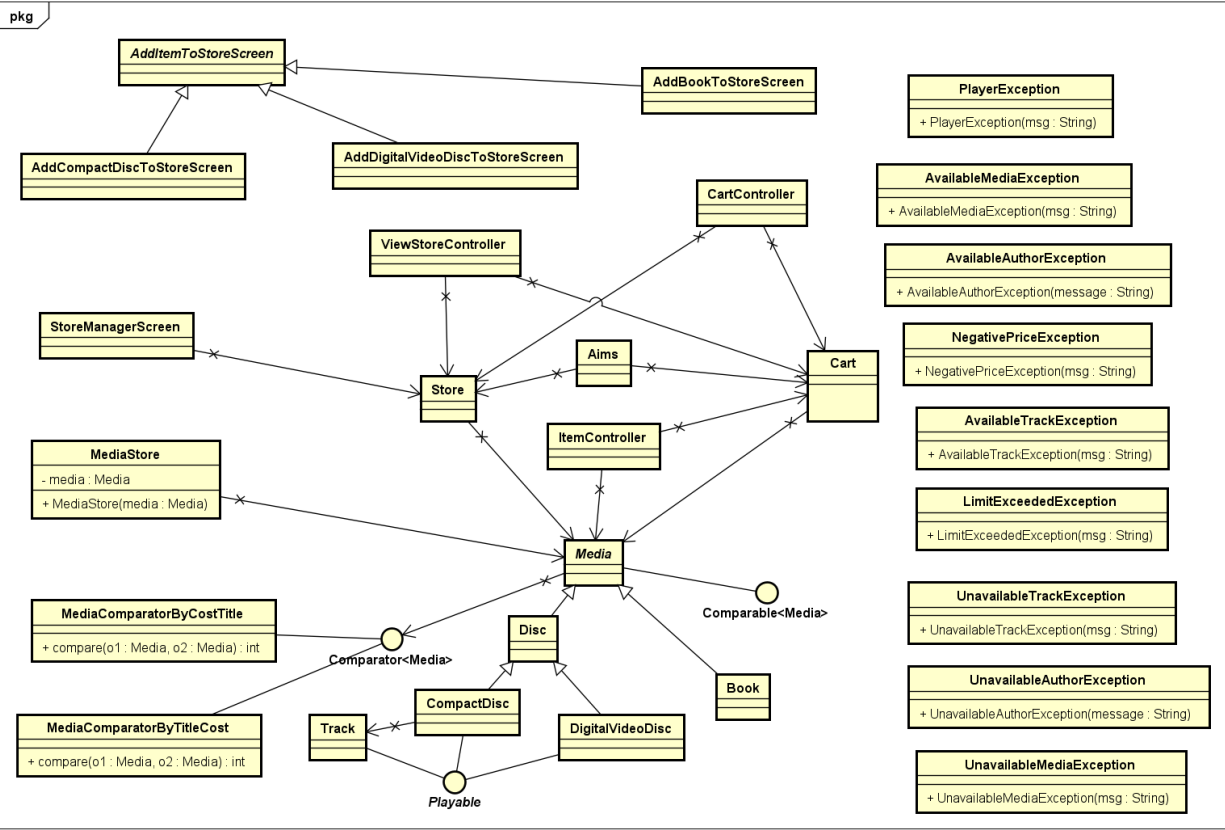 pkg
AddItemToStoreScreen
AddBookToStoreScreen
PlayerException
+ PlayerException(msg : String)
AddCompactDiscToStoreScreen
AddDigitalVideoDiscToStoreScreen
AvailableMediaException
+ AvailableMediaException(msg : String)
CartController
ViewStoreController
AvailableAuthorException
+ AvailableAuthorException(message : String)
StoreManagerScreen
Aims
Cart
NegativePriceException
+ NegativePriceException(msg : String)
Store
AvailableTrackException
+ AvailableTrackException(msg : String)
ItemController
MediaStore
- media : Media
+ MediaStore(media : Media)
LimitExceededException
+ LimitExceededException(msg : String)
Media
Comparable<Media>
MediaComparatorByCostTitle
+ compare(o1 : Media, o2 : Media) : int
Comparator<Media>
Disc
UnavailableTrackException
+ UnavailableTrackException(msg : String)
Book
CompactDisc
UnavailableAuthorException
+ UnavailableAuthorException(message : String)
MediaComparatorByTitleCost
+ compare(o1 : Media, o2 : Media) : int
Track
DigitalVideoDisc
Playable
UnavailableMediaException
+ UnavailableMediaException(msg : String)